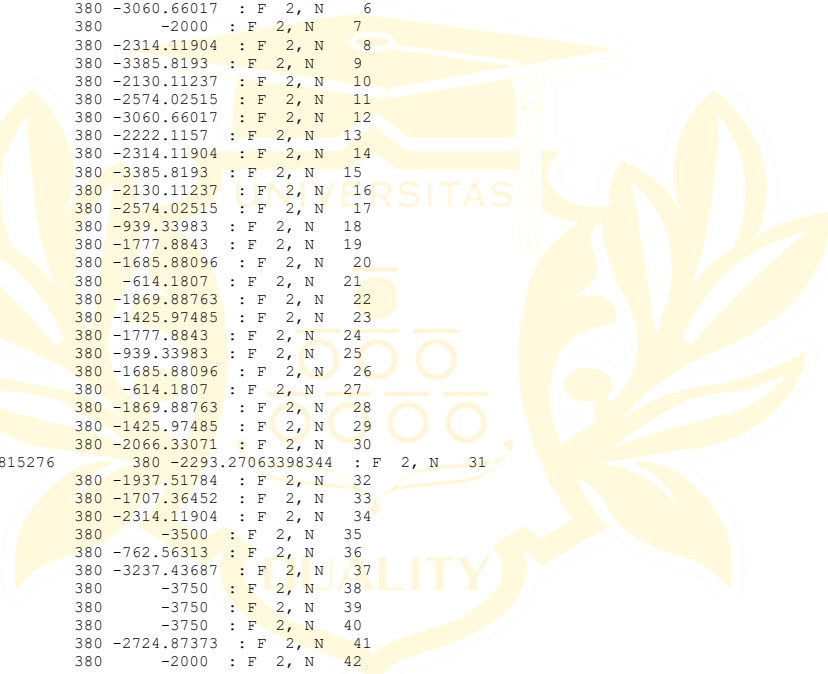 380 -3060.66017 : F 2, N 6
380 -2000 : F 2, N 7
380 -2314.11904 : F 2, N 8
380 -3385.8193 : F 2, N 9
380 -2130.11237 : F 2, N 10
380 -2574.02515 : F 2, N 11
380 -3060.66017 : F 2, N 12
380 -2222.1157 : F 2, N 13
380 -2314.11904 : F 2, N 14
380 -3385.8193 : F 2, N 15
380 -2130.11237 : F 2, N 16
380 -2574.02515 : F 2, N 17
380 -939.33983 : F 2, N 18
380 -1777.8843 : F 2, N 19
380 -1685.88096 : F 2, N 20
380 -614.1807 : F 2, N 21
380 -1869.88763 : F 2, N 22
380 -1425.97485 : F 2, N 23
380 -1777.8843 : F 2, N 24
380 -939.33983 : F 2, N 25
380 -1685.88096 : F 2, N 26
380 -614.1807 : F 2, N 27
380 -1869.88763 : F 2, N 28
380 -1425.97485 : F 2, N 29
380 -2066.33071 : F 2, N 30
815276 380 -2293.27063398344 : F 2, N 31
380 -1937.51784 : F 2, N 32
380 -1707.36452 : F 2, N 33
380 -2314.11904 : F 2, N 34
380 -3500 : F 2, N 35
380 -762.56313 : F 2, N 36
380 -3237.43687 : F 2, N 37
380 -3750 : F 2, N 38
380 -3750 : F 2, N 39
380 -3750 : F 2, N 40
380 -2724.87373 : F 2, N 41
380 -2000 : F 2, N 42
UNIVERSITAS
QUALITY